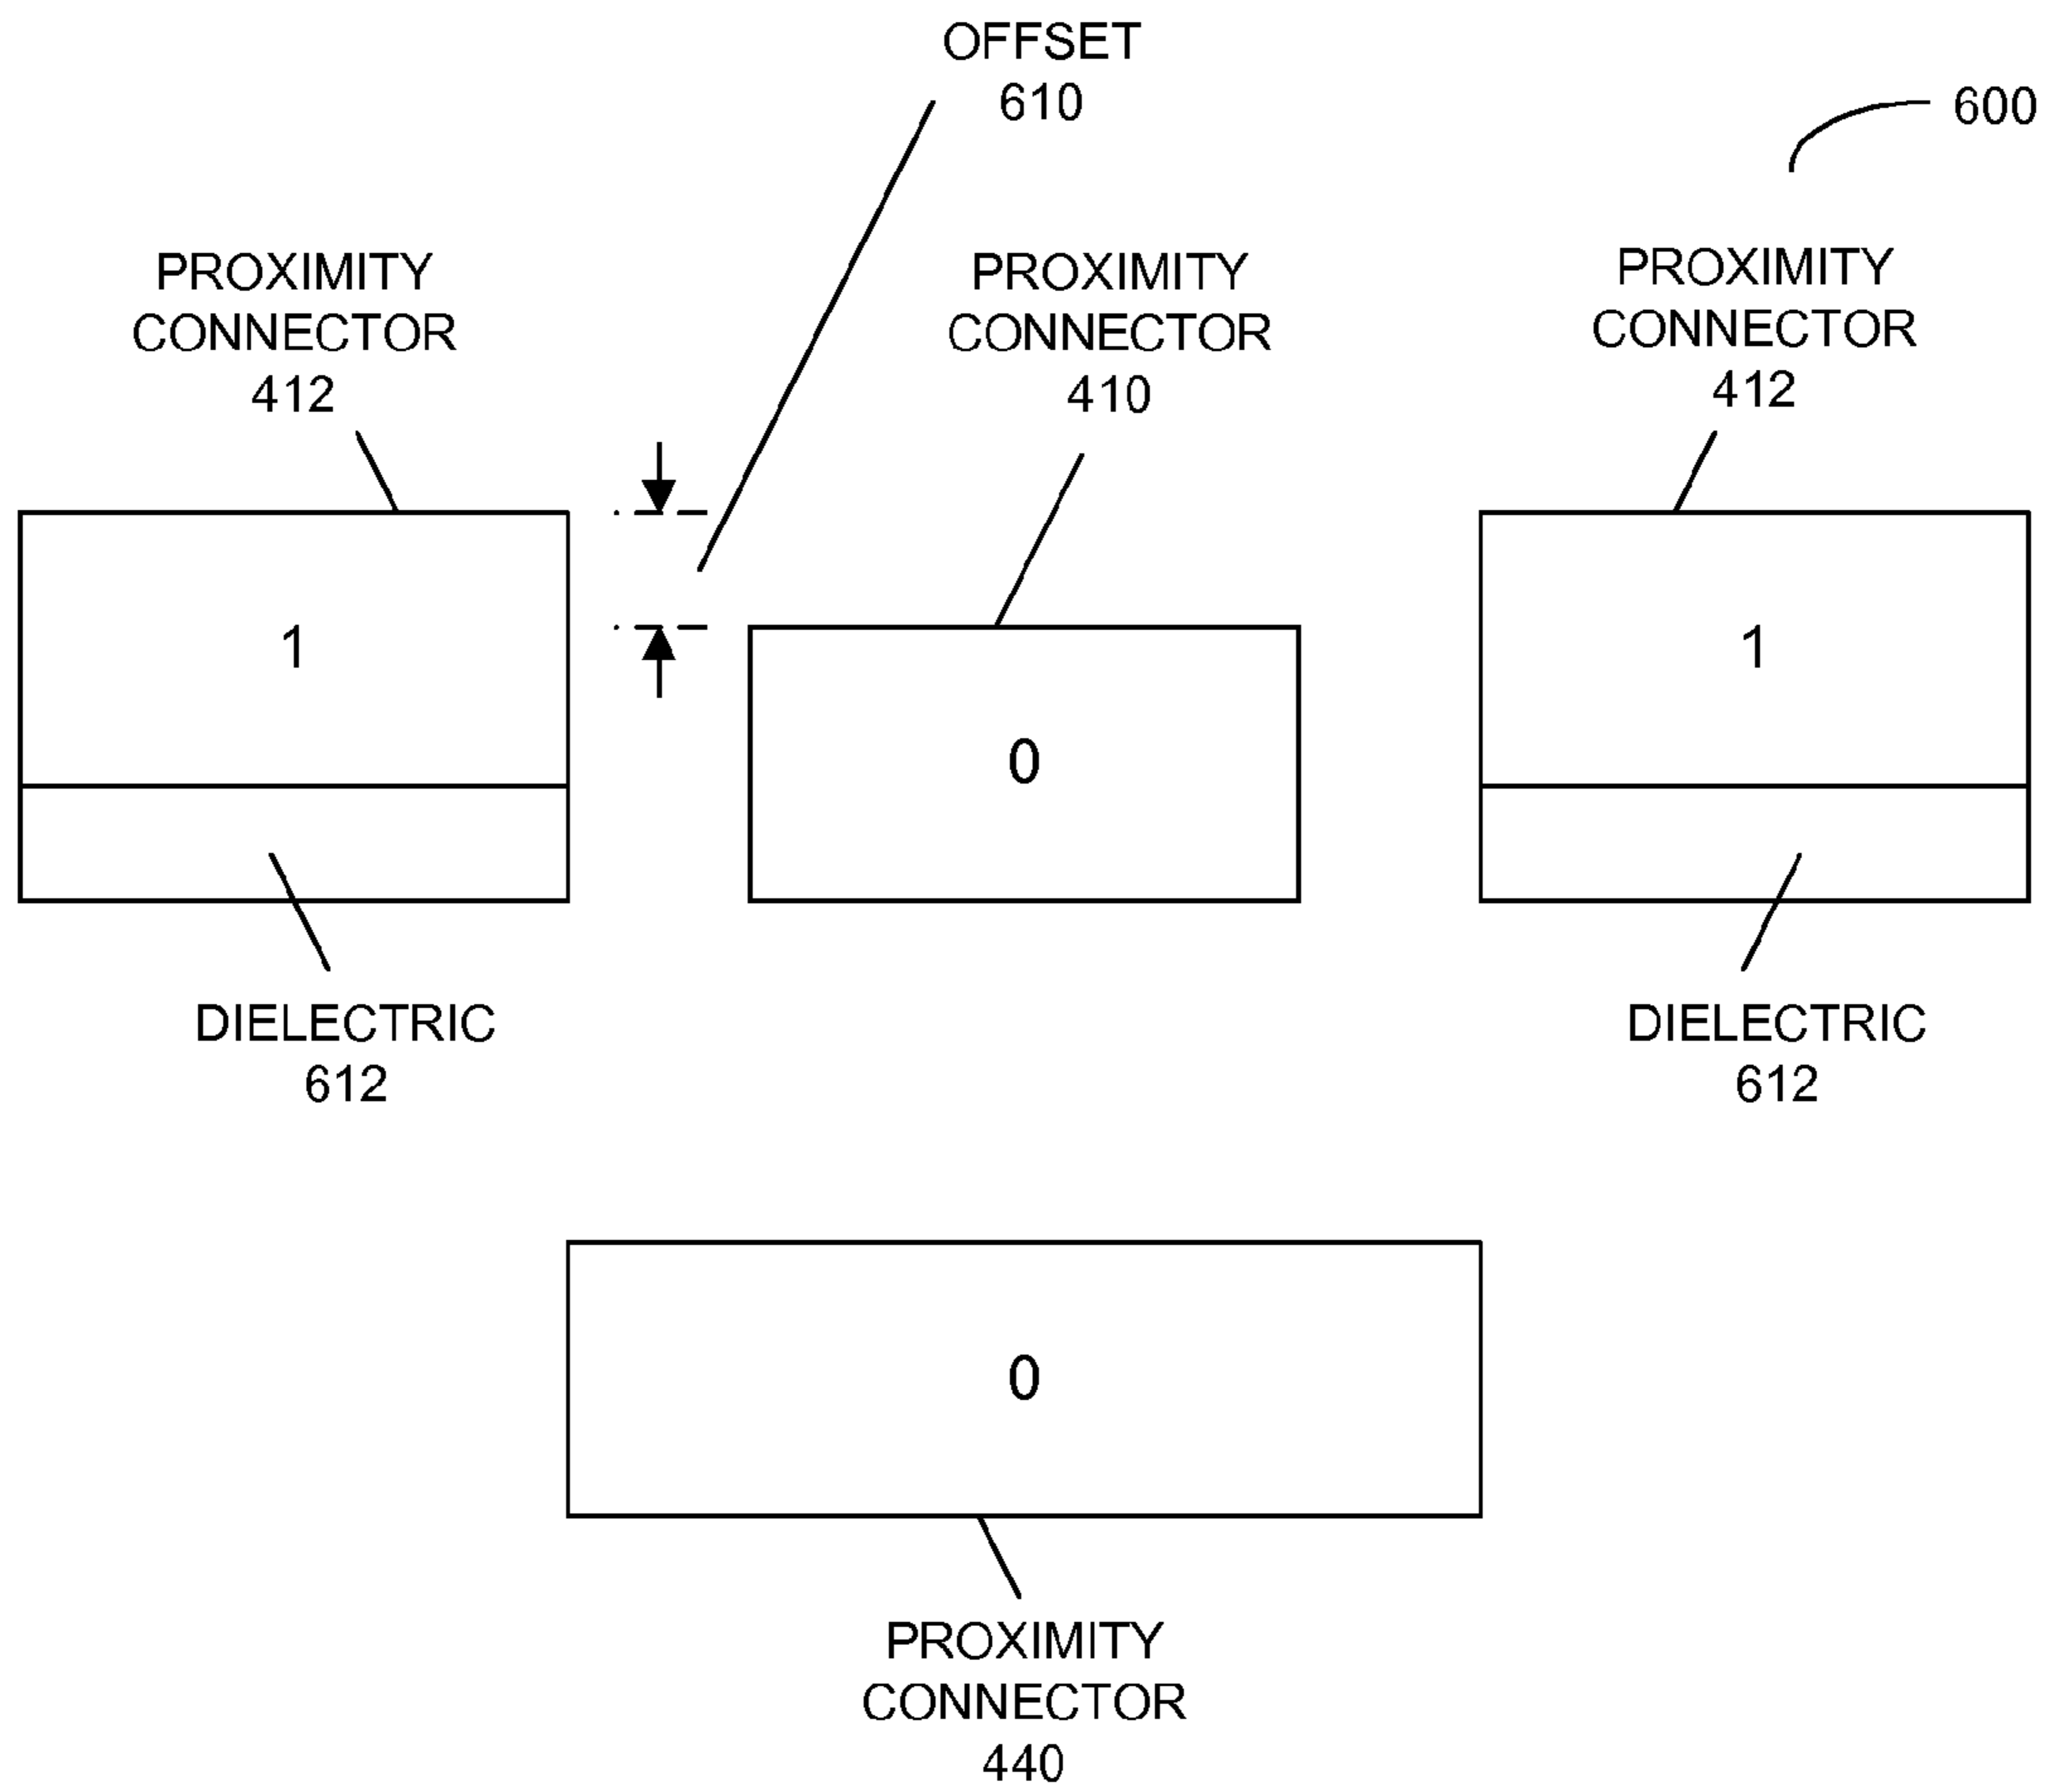 OFFSET
610
600
PROXIMITY
CONNECTOR
412
PROXIMITY
CONNECTOR
410
PROXIMITY
CONNECTOR
412
1
0
1
DIELECTRIC
612
DIELECTRIC
612
0
PROXIMITY
CONNECTOR
440